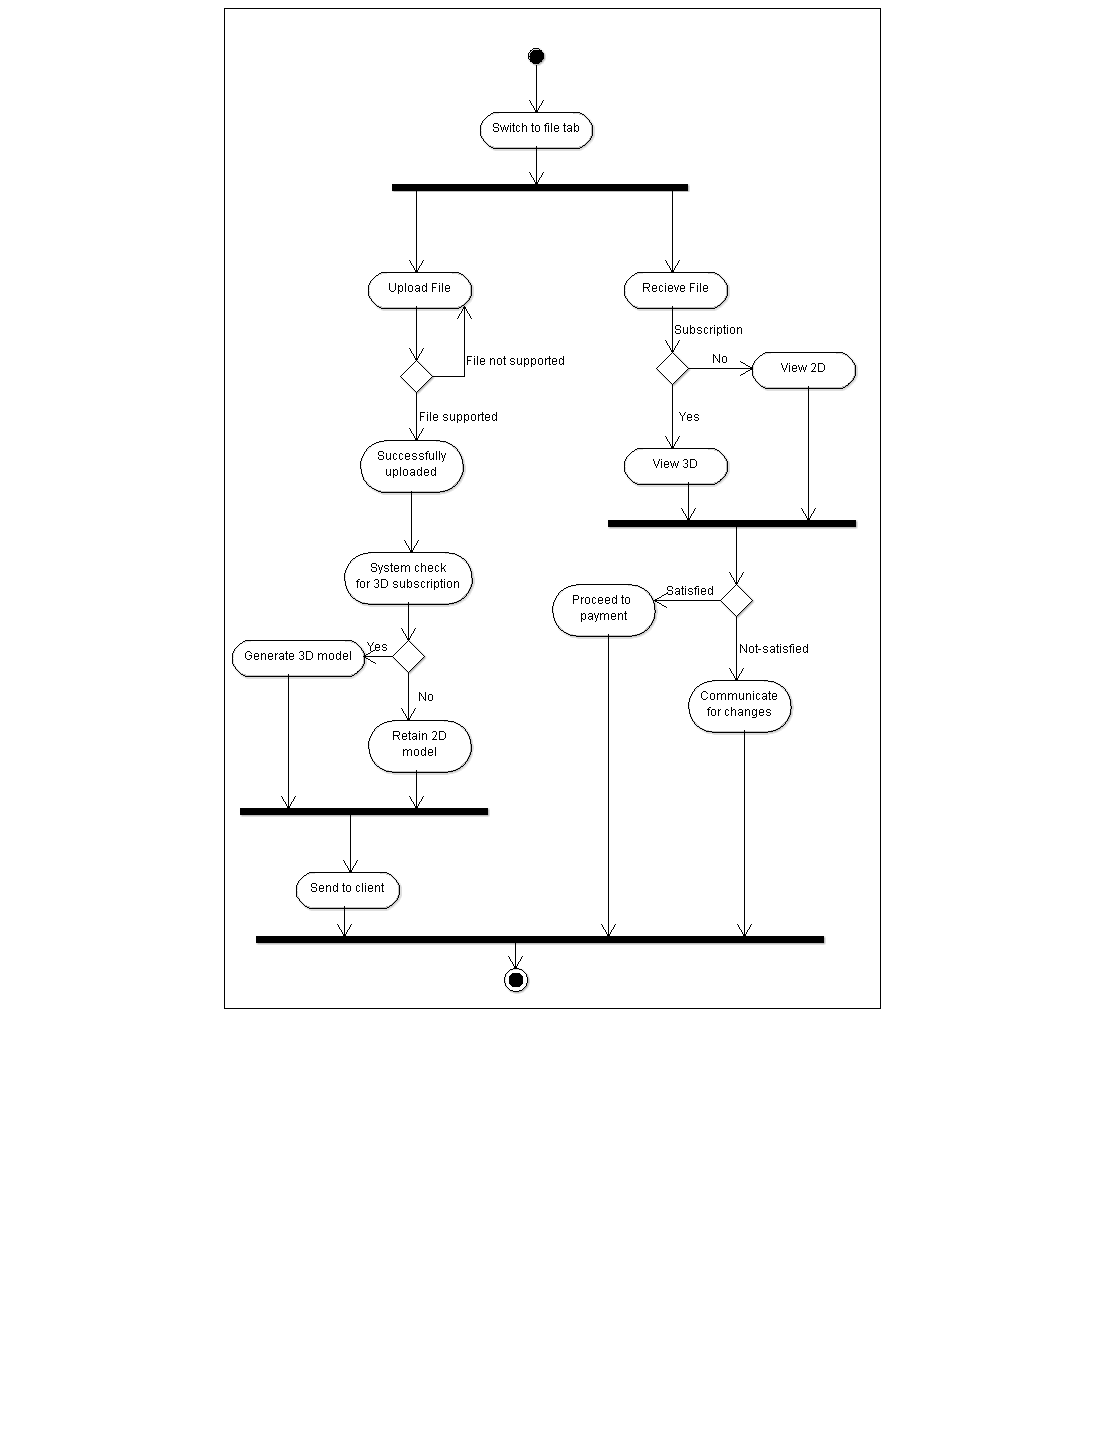 Switch to file tab
Upload File
Recieve File
Subscription
File not supported
No
View 2D
File supported
Yes
Successfully
uploaded
View 3D
System check
for 3D subscription
Satisfied
Proceed to
payment
Yes
Generate 3D model
Not-satisfied
No
Communicate
for changes
Retain 2D
model
Send to client